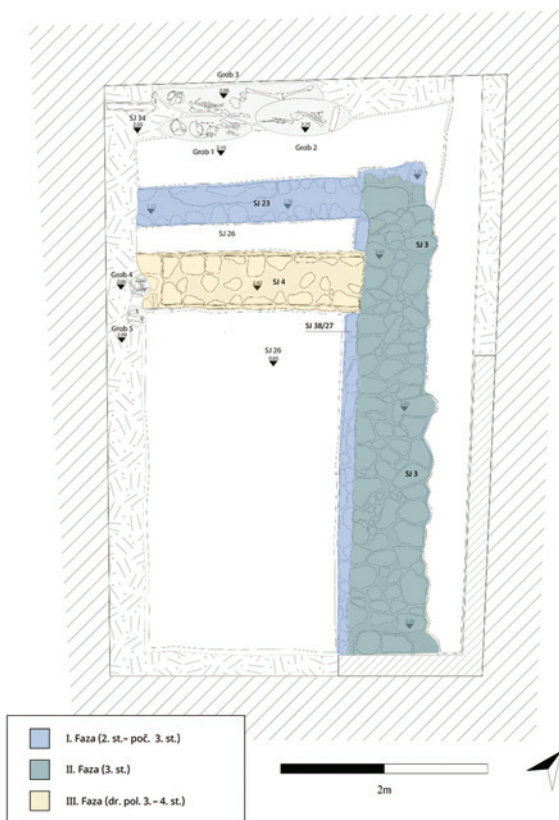 Grob 3
SJ 34
Grob 1
Grob 2
SJ 23
SJ 26
SJ 3
Grob 4
SJ 4
Grob 5
SJ 38/27
SJ 26
SJ 3
I. Faza (2. st.– poč. 3. st.)
II. Faza (3. st.)
III. Faza (dr. pol. 3. – 4. st.)
2m